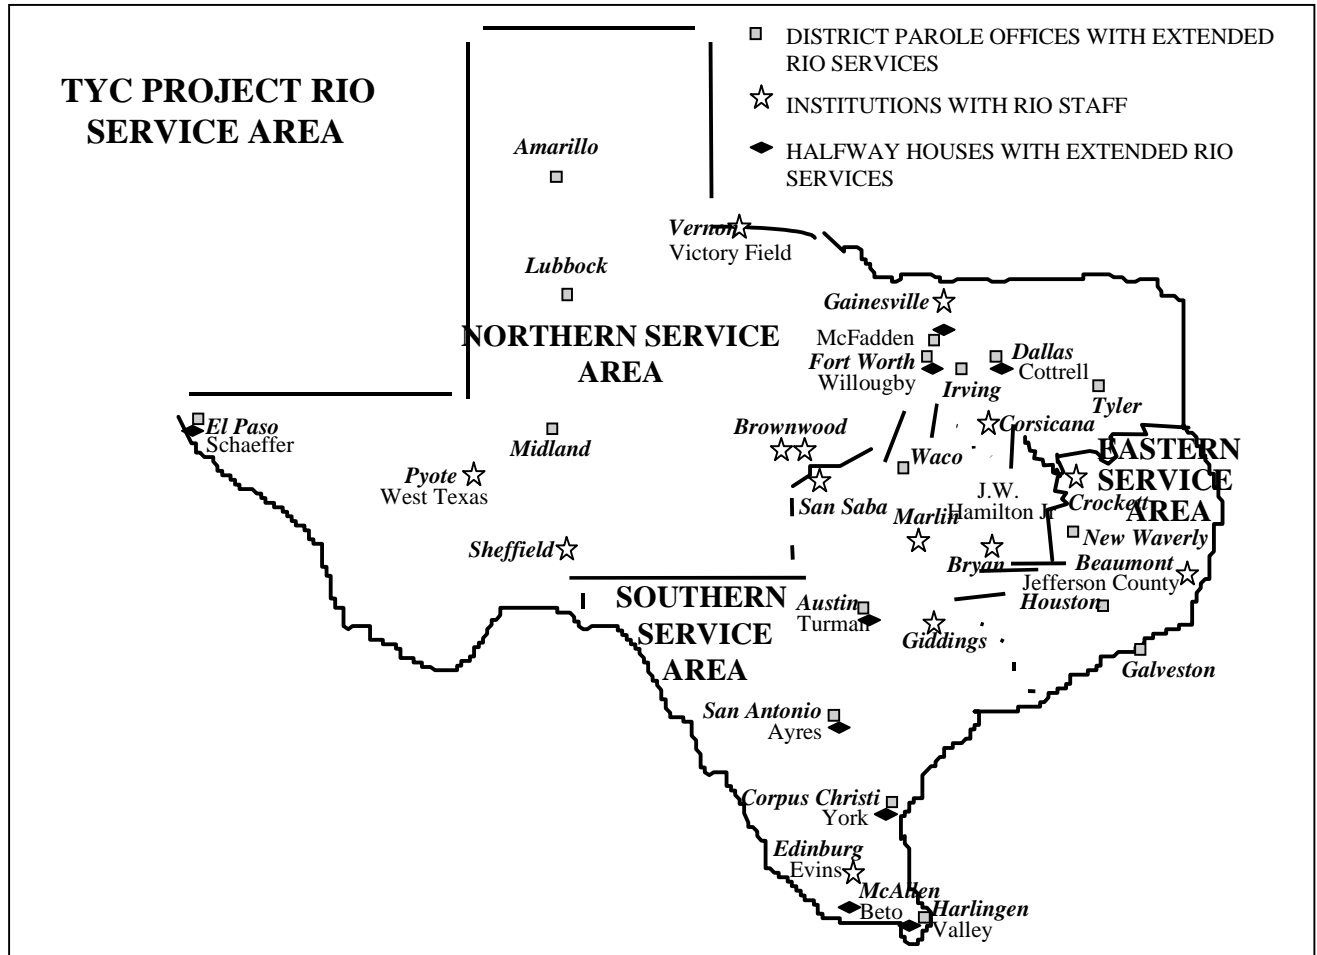 TYC PROJECT RIO
SERVICE AREA
DISTRICT PAROLE OFFICES WITH EXTENDED
RIO SERVICES
INSTITUTIONS WITH RIO STAFF
HALFWAY HOUSES WITH EXTENDED RIO
SERVICES
Amarillo
Vernon
Victory Field
Lubbock
Gainesville
NORTHERN SERVICE
AREA
McFadden
Fort Worth
Willougby
Dallas
Cottrell
Irving
Tyler
El Paso
Schaeffer
Midland
Brownwood
Corsicana
EASTERN
SERVICE
AREA
Waco
Pyote
West Texas
San Saba
J.W.
Hamilton Jr
Crockett
Marlin
New Waverly
Sheffield
Bryan
Beaumont
Jefferson County
SOUTHERN
SERVICE
AREA
Austin
Turman
Houston
Giddings
Galveston
San Antonio
Ayres
Corpus Christi
York
Edinburg
Evins
McAllen
Beto
Harlingen
Valley